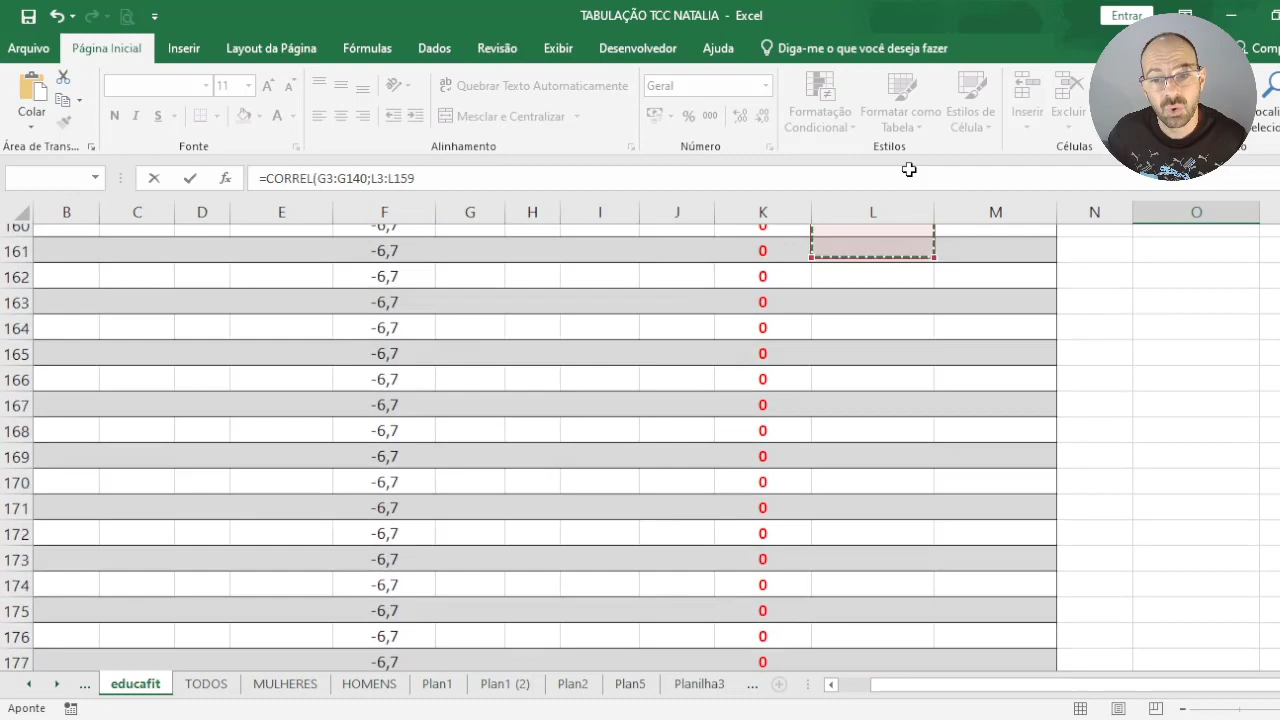 TABULAÇÃO TCC NATALIA - Excel
Entrar
Arquivo Página Inicial Inserir Layout da Página Fórmulas Dados Revisão Exibir Desenvolvedor Ajuda Diga-me o que você deseja fazer
11 Quebrar Texto Automaticamente Geral
Colar Mesclar e Centralizar Formatação Condicional Formatar como Tabela Estilos de Célula Inserir Excluir
N I S % 000
Área de Trans... Fonte Alinhamento Número Estilos Células
fx =CORREL(G3:G140;L3:L159
B C D E F G H I J K L M N O
160 -6,7 0
161 -6,7 0
162 -6,7 0
163 -6,7 0
164 -6,7 0
165 -6,7 0
166 -6,7 0
167 -6,7 0
168 -6,7 0
169 -6,7 0
170 -6,7 0
171 -6,7 0
172 -6,7 0
173 -6,7 0
174 -6,7 0
175 -6,7 0
176 -6,7 0
177 -6,7 0
... educafit TODOS MULHERES HOMENS Plan1 Plan1 (2) Plan2 Plan5 Planilha3 ...
Aponte